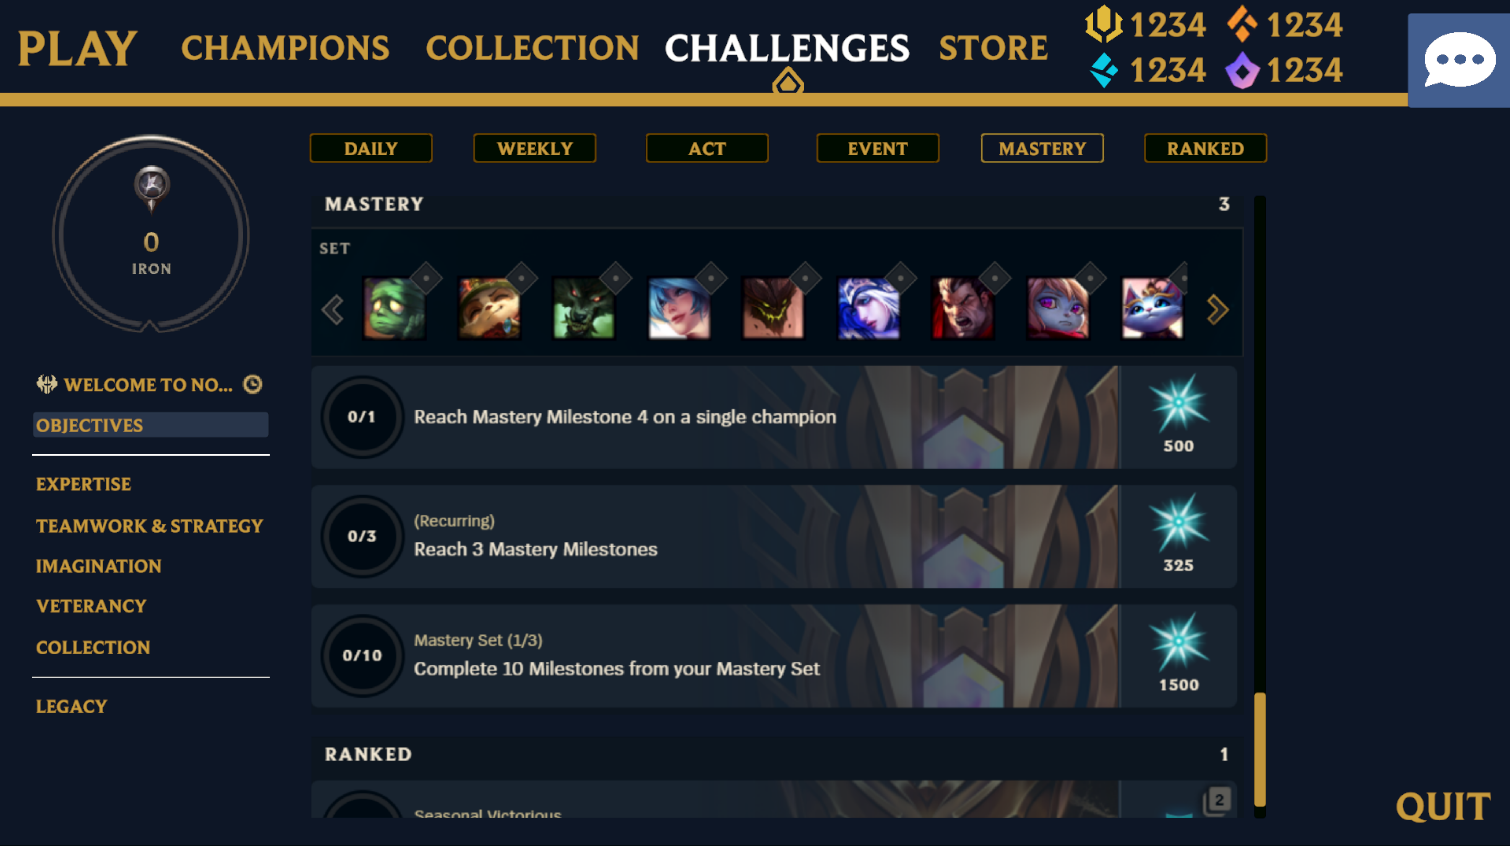 PLAY CHAMPIONS COLLECTION CHALLENGES STORE
1234 1234
1234 1234
DAILY WEEKLY ACT EVENT MASTERY RANKED
0
IRON
WELCOME TO NO...
OBJECTIVES
EXPERTISE
TEAMWORK & STRATEGY
IMAGINATION
VETERANCY
COLLECTION
LEGACY
MASTERY 3
SET
0/1 Reach Mastery Milestone 4 on a single champion
500
(Recurring)
0/3 Reach 3 Mastery Milestones
325
Mastery Set (1/3)
0/10 Complete 10 Milestones from your Mastery Set
1500
RANKED 1
Seasonal Victorious
2
QUIT